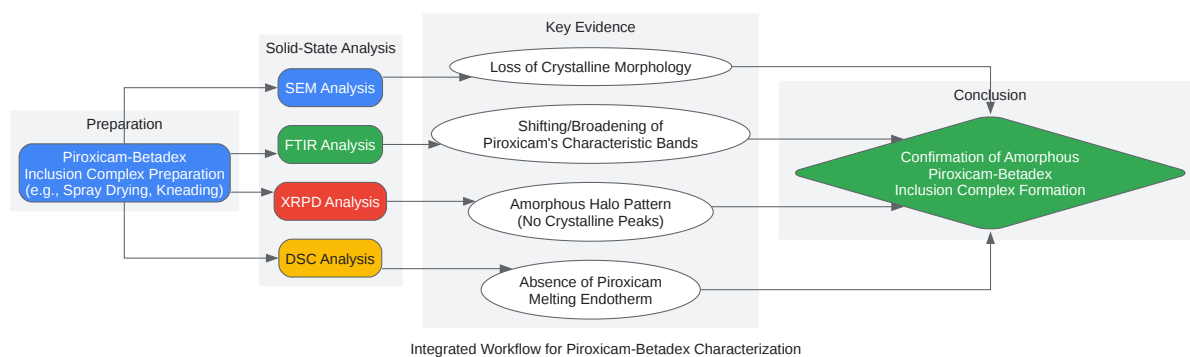 Preparation
Piroxicam-Betadex
Inclusion Complex Preparation
(e.g., Spray Drying, Kneading)
Solid-State Analysis
SEM Analysis
FTIR Analysis
XRPD Analysis
DSC Analysis
Key Evidence
Loss of Crystalline Morphology
Shifting/Broadening of
Piroxicam's Characteristic Bands
Amorphous Halo Pattern
(No Crystalline Peaks)
Absence of Piroxicam
Melting Endotherm
Conclusion
Confirmation of Amorphous
Piroxicam-Betadex
Inclusion Complex Formation
Integrated Workflow for Piroxicam-Betadex Characterization